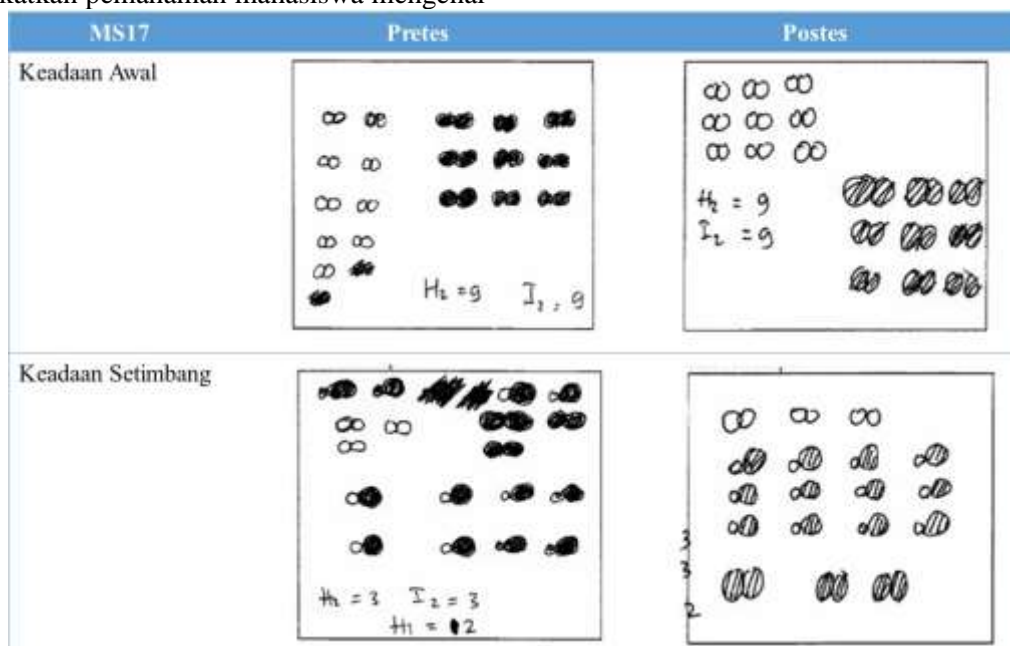 katkan pemahaman mahasiswa mengenai
MS17 Pretes Postes
Keadaan Awal
H₂ = 9 I₂ = 9
H₂ = 9
I₂ = 9
Keadaan Setimbang
H₂ = 3 I₂ = 3
HI = 12
3
3
2